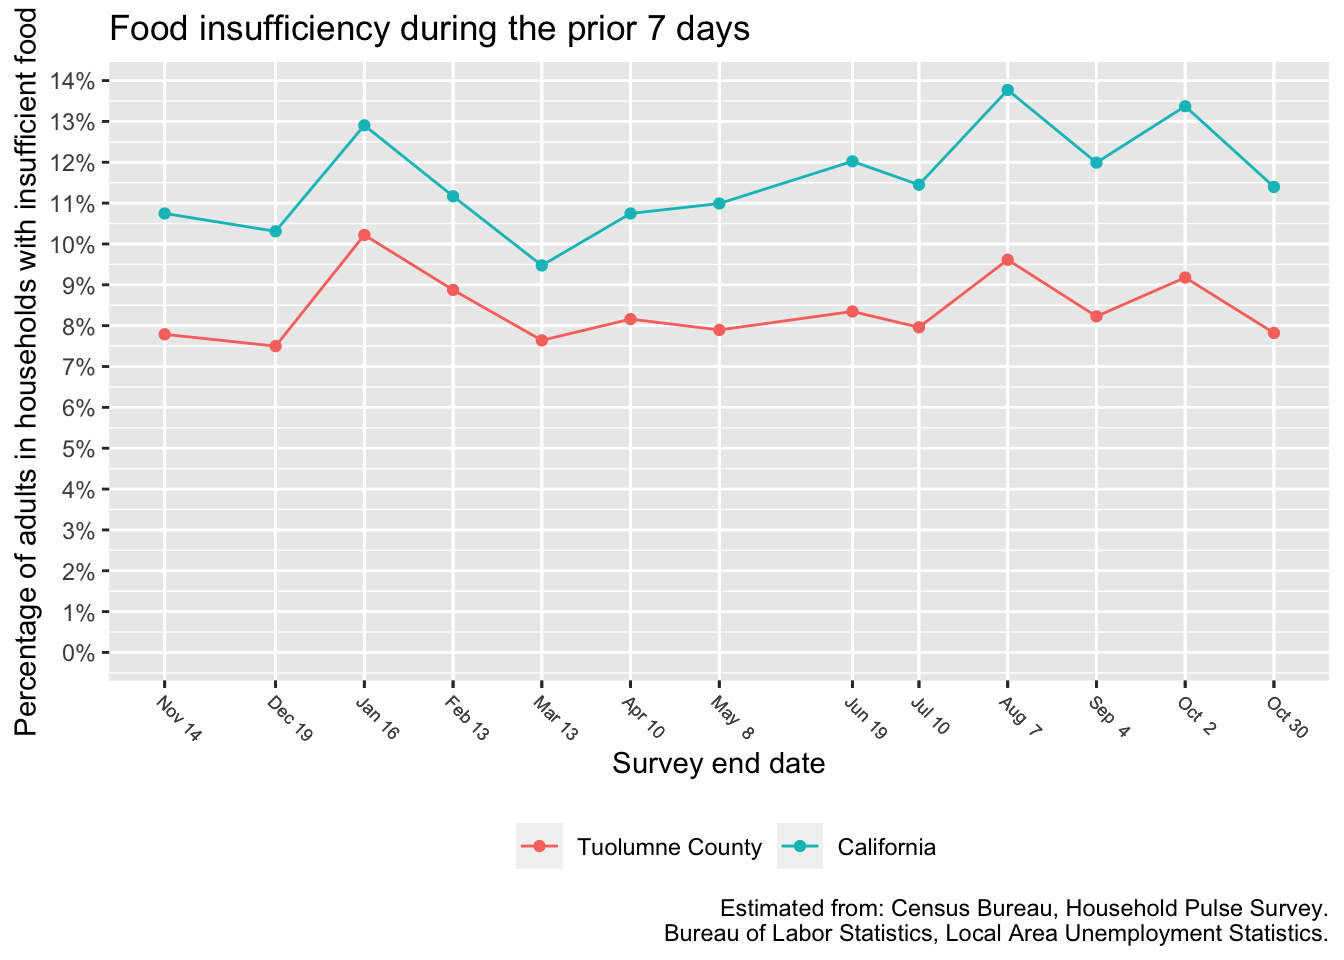 Food insufficiency during the prior 7 days
Percentage of adults in households with insufficient food
14%
13%
12%
11%
10%
9%
8%
7%
6%
5%
4%
3%
2%
1%
0%
Nov 14
Dec 19
Jan 16
Feb 13
Mar 13
Apr 10
May 8
Jun 19
Jul 10
Aug 7
Sep 4
Oct 2
Oct 30
Survey end date
Tuolumne County
California
Estimated from: Census Bureau, Household Pulse Survey.
Bureau of Labor Statistics, Local Area Unemployment Statistics.